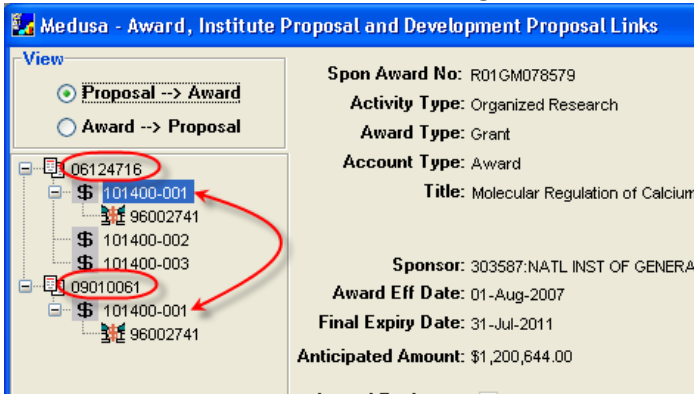 Medusa - Award, Institute Proposal and Development Proposal Links
View
Proposal --> Award
Award --> Proposal
06124716
$ 101400-001
96002741
$ 101400-002
$ 101400-003
09010061
$ 101400-001
96002741
Spon Award No: R01GM078579
Activity Type: Organized Research
Award Type: Grant
Account Type: Award
Title: Molecular Regulation of Calcium
Sponsor: 303587:NATL INST OF GENERA
Award Eff Date: 01-Aug-2007
Final Expiry Date: 31-Jul-2011
Anticipated Amount: $1,200,644.00